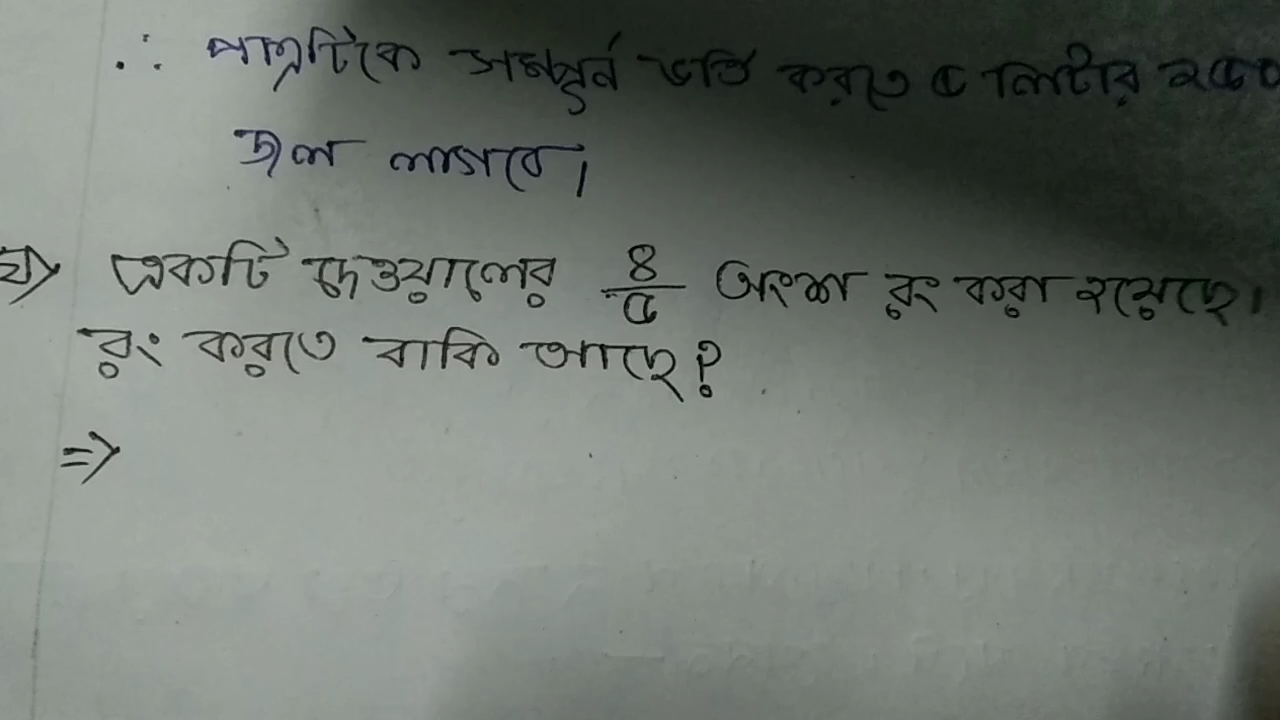 ∴ পাত্রটিকে সম্পূর্ন ভর্তি করতে ৫ লিটার ২৫০
জল লাগবে।
ঘ) একটি দেওয়ালের ৪/৫ অংশ রং করা হয়েছে।
রং করতে বাকি আছে?
⇒